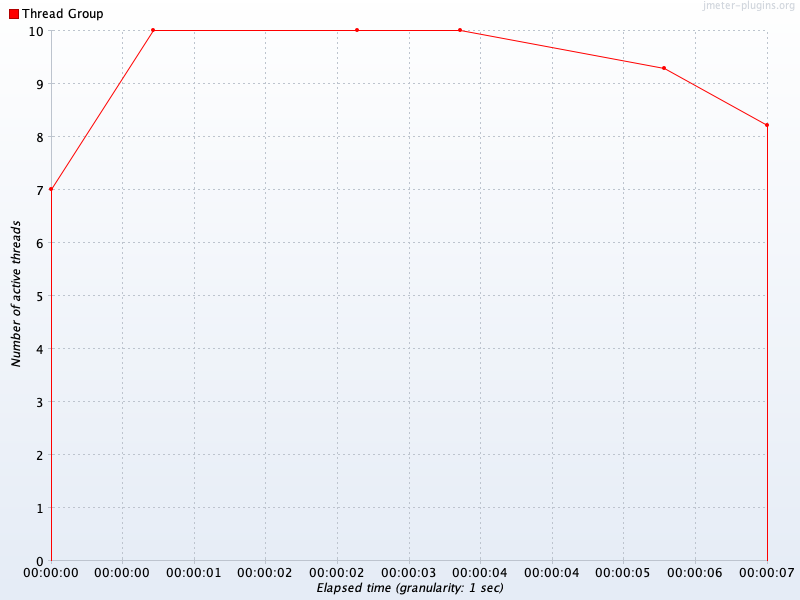 jmeter-plugins.org
Thread Group
10
9
8
7
6
5
4
3
2
1
0
Number of active threads
00:00:00 00:00:00 00:00:01 00:00:02 00:00:02 00:00:03 00:00:04 00:00:04 00:00:05 00:00:06 00:00:07
Elapsed time (granularity: 1 sec)